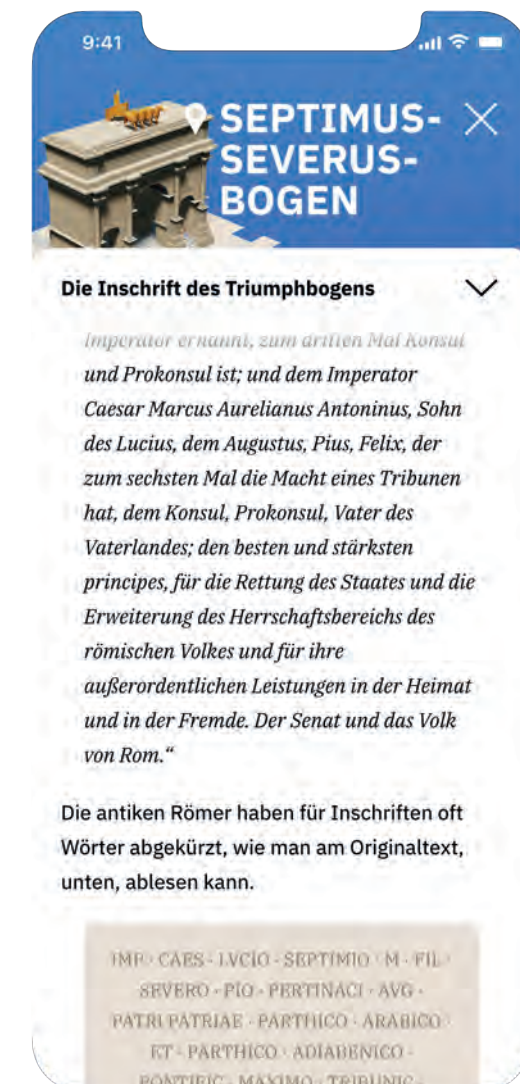 9:41
SEPTIMUS-
SEVERUS-
BOGEN
Die Inschrift des Triumphbogens
Imperator ernannt, zum dritten Mal Konsul
und Prokonsul ist; und dem Imperator
Caesar Marcus Aurelianus Antoninus, Sohn
des Lucius, dem Augustus, Pius, Felix, der
zum sechsten Mal die Macht eines Tribunen
hat, dem Konsul, Prokonsul, Vater des
Vaterlandes; den besten und stärksten
principes, für die Rettung des Staates und die
Erweiterung des Herrschaftsbereichs des
römischen Volkes und für ihre
außerordentlichen Leistungen in der Heimat
und in der Fremde. Der Senat und das Volk
von Rom.“
Die antiken Römer haben für Inschriften oft
Wörter abgekürzt, wie man am Originaltext,
unten, ablesen kann.
IMP · CAES · LVCIO · SEPTIMIO · M · FIL ·
SEVERO · PIO · PERTINACI · AVG ·
PATRI PATRIAE · PARTHICO · ARABICO ·
ET · PARTHICO · ADIABENICO ·
PONTIFIC · MAXIMO · TRIBUNIC ·